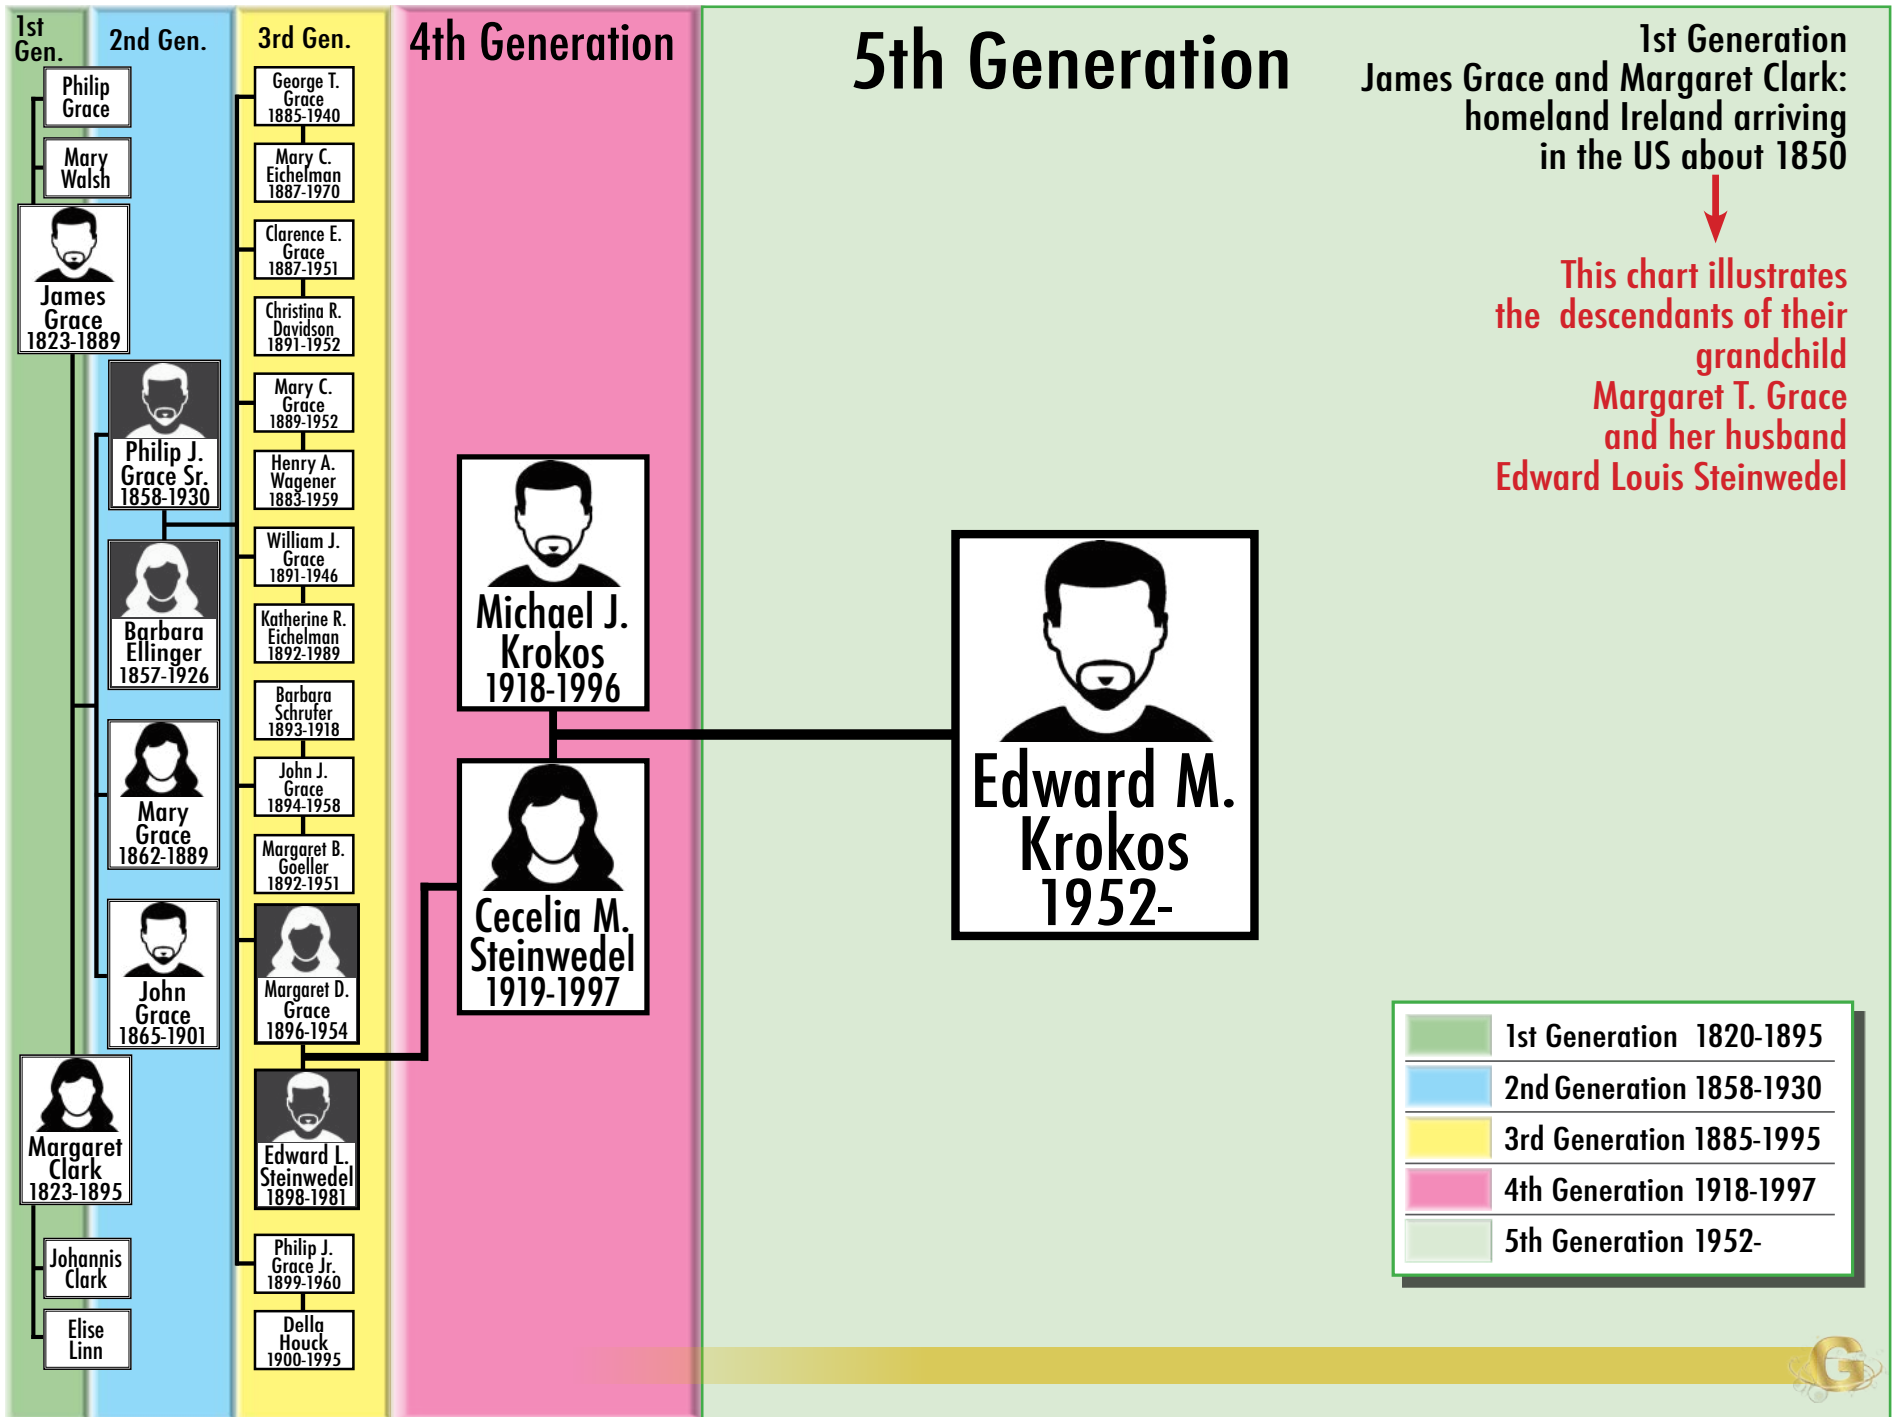 1st
Gen.
Philip
Grace
Mary
Walsh
James
Grace
1823-1889
Margaret
Clark
1823-1895
Johannis
Clark
Elise
Linn
2nd Gen.
Philip J.
Grace Sr.
1858-1930
Barbara
Ellinger
1857-1926
Mary
Grace
1862-1889
John
Grace
1865-1901
3rd Gen.
George T.
Grace
1885-1940
Mary C.
Eichelman
1887-1970
Clarence E.
Grace
1887-1951
Christina R.
Davidson
1891-1952
Mary C.
Grace
1889-1952
Henry A.
Wagener
1883-1959
William J.
Grace
1891-1946
Katherine R.
Eichelman
1892-1989
Barbara
Schrufer
1893-1918
John J.
Grace
1894-1958
Margaret B.
Goeller
1892-1951
Margaret D.
Grace
1896-1954
Edward L.
Steinwedel
1898-1981
Philip J.
Grace Jr.
1899-1960
Della
Houck
1900-1995
4th Generation
Michael J.
Krokos
1918-1996
Cecelia M.
Steinwedel
1919-1997
5th Generation
Edward M.
Krokos
1952-
1st Generation
James Grace and Margaret Clark:
homeland Ireland arriving
in the US about 1850
This chart illustrates
the descendants of their
grandchild
Margaret T. Grace
and her husband
Edward Louis Steinwedel
1st Generation 1820-1895
2nd Generation 1858-1930
3rd Generation 1885-1995
4th Generation 1918-1997
5th Generation 1952-
G